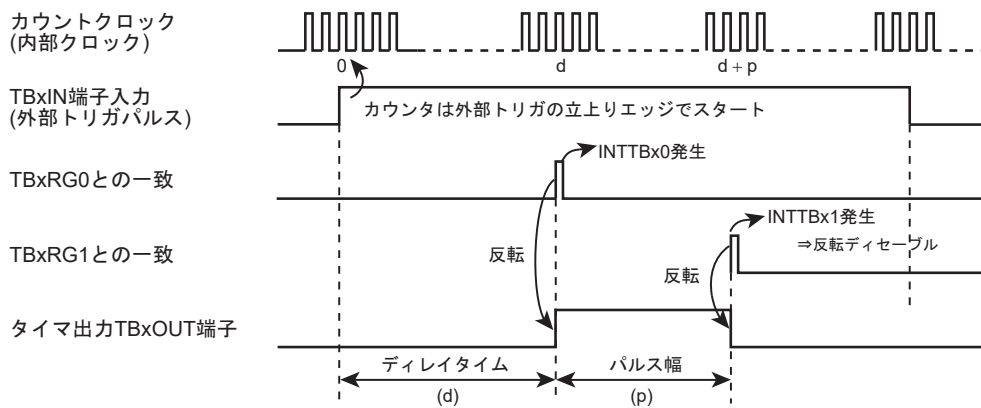 カウントクロック
(内部クロック)
0
d
d + p
TBxIN端子入力
(外部トリガパルス)
カウンタは外部トリガの立上りエッジでスタート
INTTBx0発生
TBxRG0との一致
INTTBx1発生
TBxRG1との一致
反転
反転
⇒反転ディセーブル
タイマ出力TBxOUT端子
ディレイタイム
パルス幅
(d)
(p)